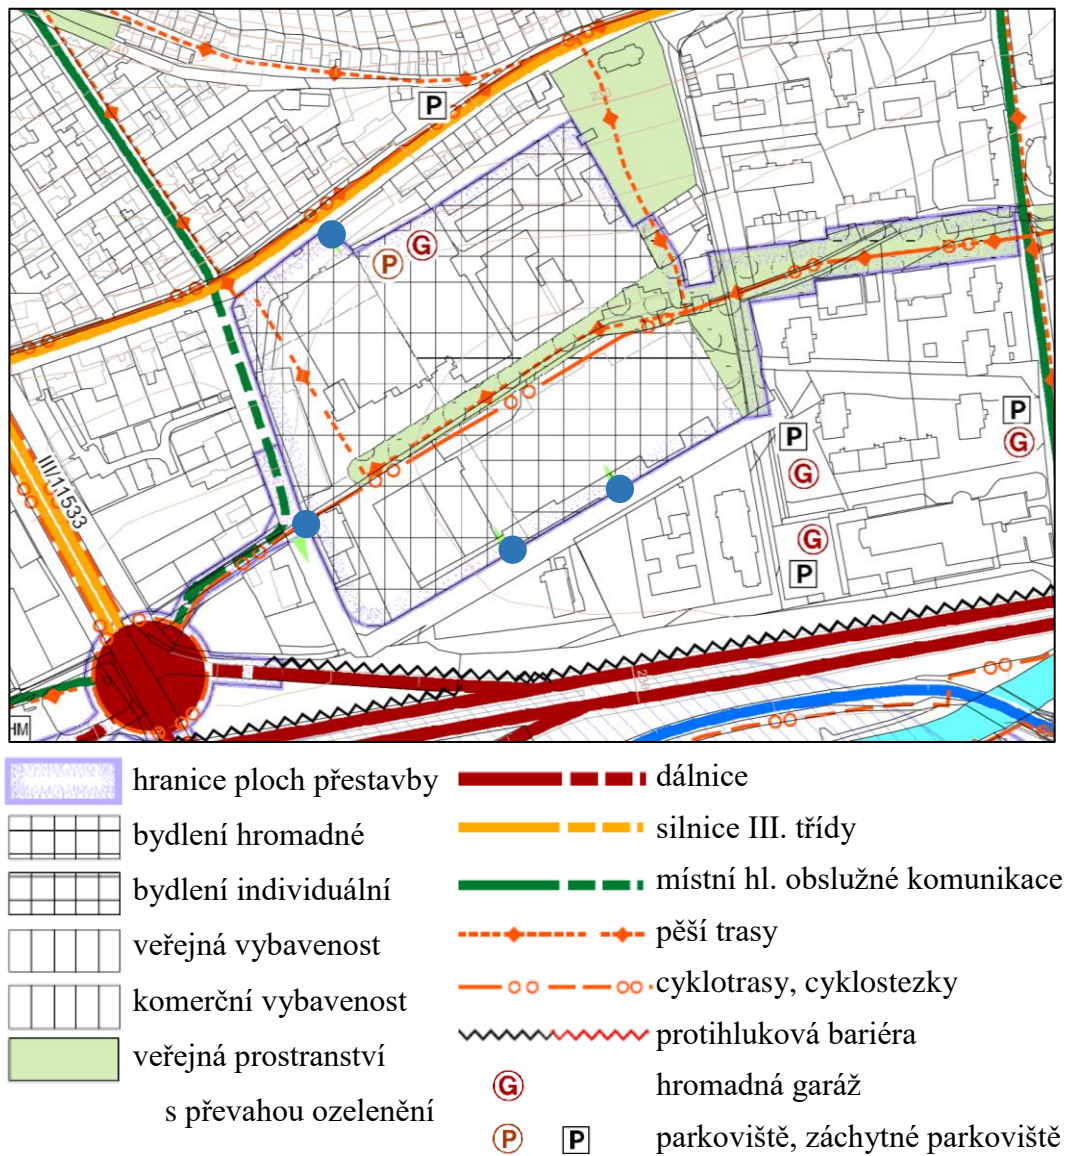 P
G
P
III/11533
P
G
P
G
G
P
HM
hranice ploch přestavby
bydlení hromadné
bydlení individuální
veřejná vybavenost
komerční vybavenost
veřejná prostranství
s převahou ozelenění
dálnice
silnice III. třídy
místní hl. obslužné komunikace
pěší trasy
cyklotrasy, cyklostezky
protihluková bariéra
G hromadná garáž
P P parkoviště, záchytné parkoviště